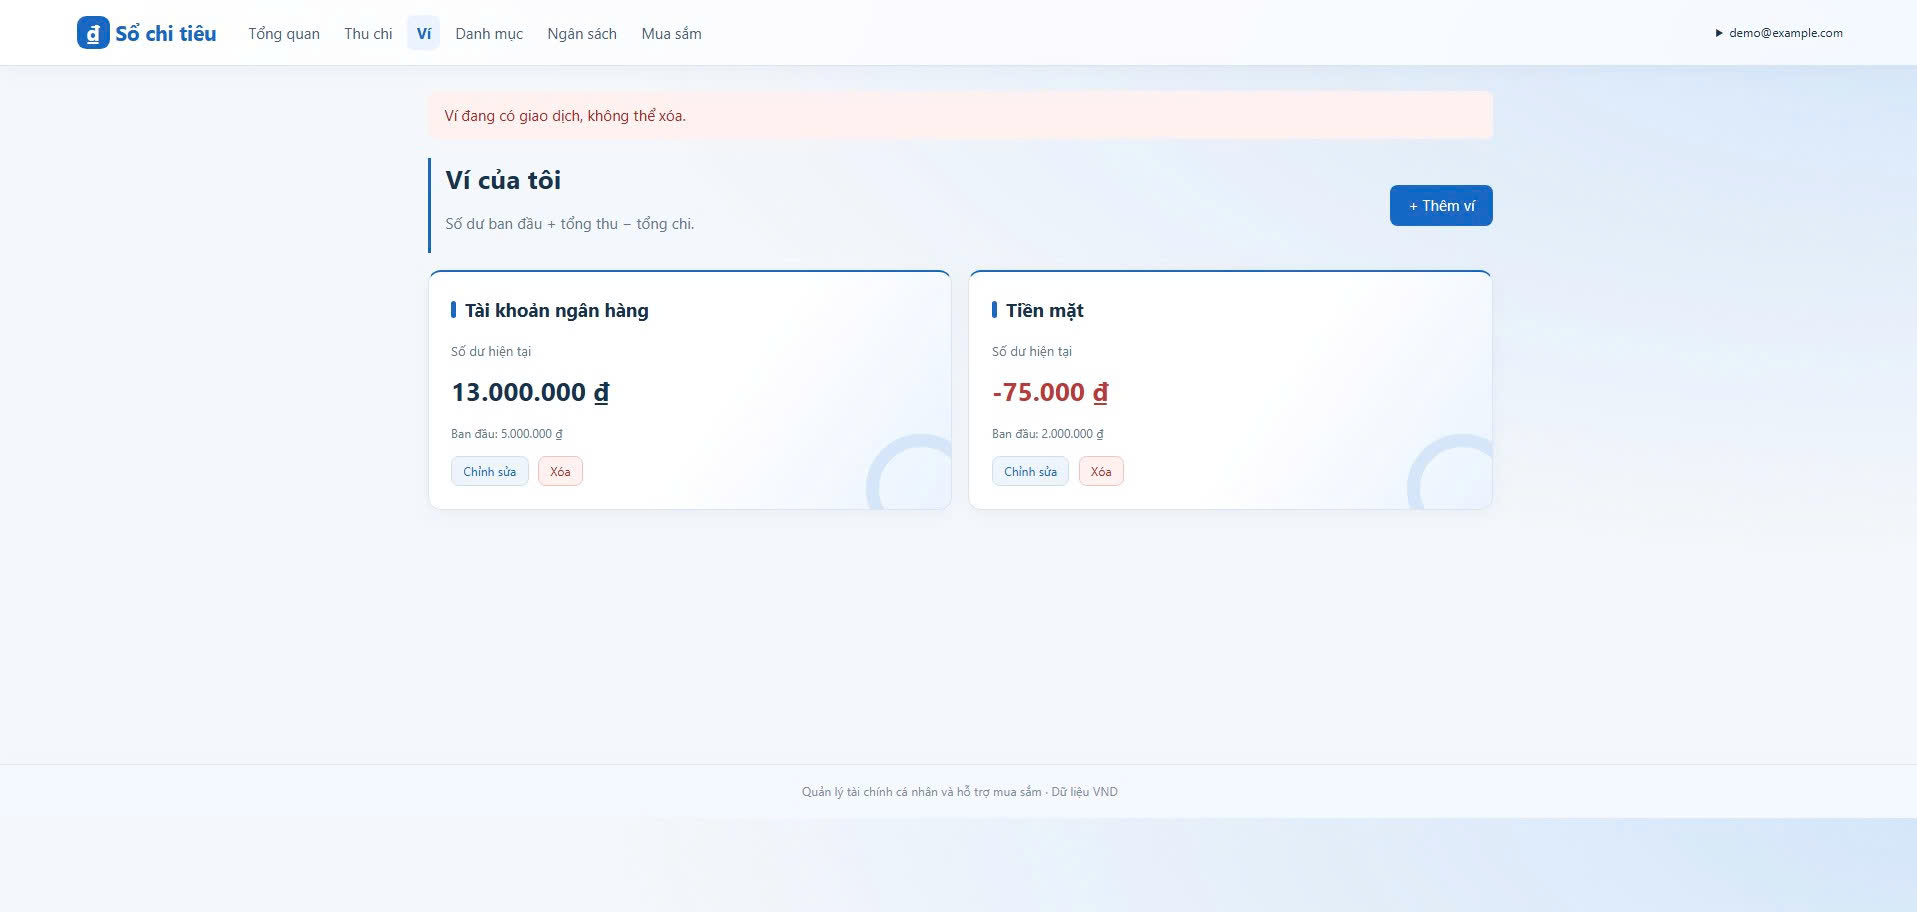 đ Sổ chi tiêu Tổng quan Thu chi Ví Danh mục Ngân sách Mua sắm ▶ demo@example.com
Ví đang có giao dịch, không thể xóa.
Ví của tôi
Số dư ban đầu + tổng thu − tổng chi.
+ Thêm ví
Tài khoản ngân hàng
Số dư hiện tại
13.000.000 ₫
Ban đầu: 5.000.000 ₫
Chỉnh sửa Xóa
Tiền mặt
Số dư hiện tại
-75.000 ₫
Ban đầu: 2.000.000 ₫
Chỉnh sửa Xóa
Quản lý tài chính cá nhân và hỗ trợ mua sắm · Dữ liệu VND